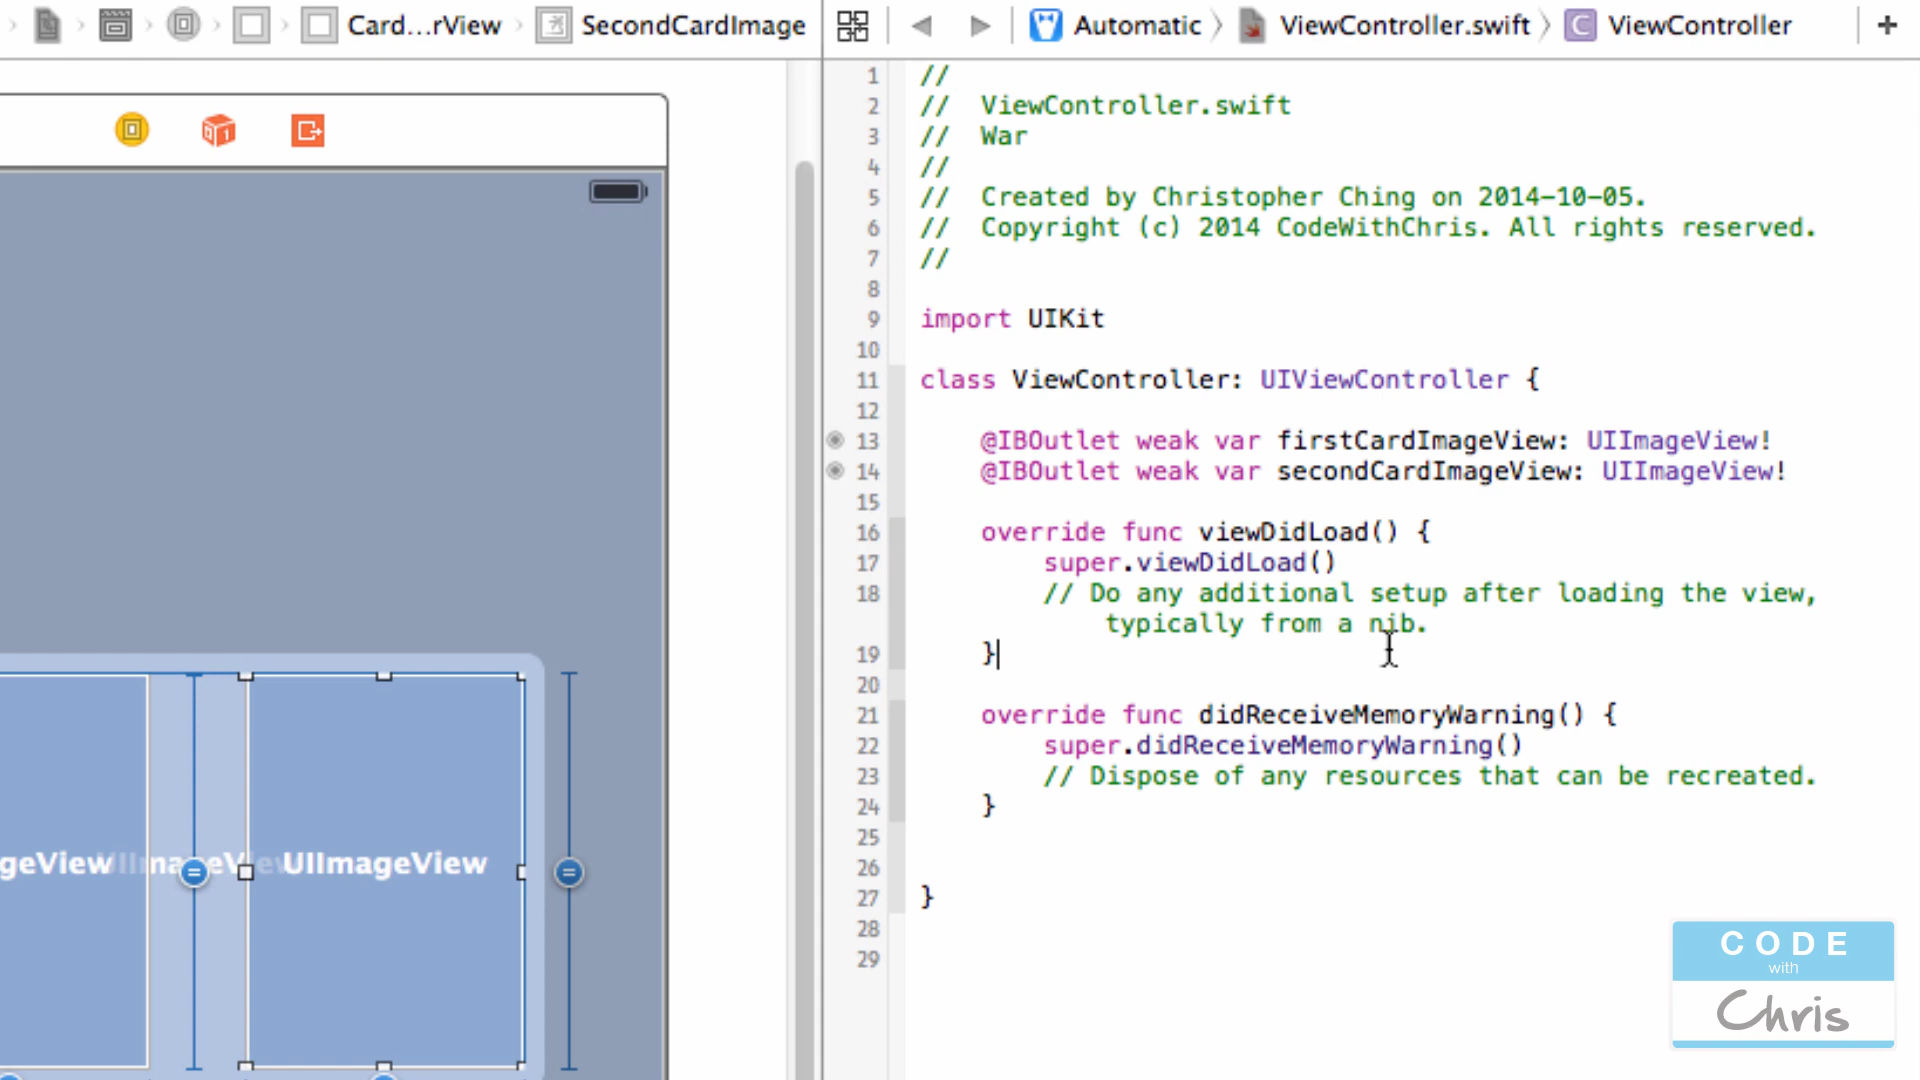 Card...rView
SecondCardImage
Automatic
ViewController.swift
ViewController
1 //
2 // ViewController.swift
3 // War
4 //
5 // Created by Christopher Ching on 2014-10-05.
6 // Copyright (c) 2014 CodeWithChris. All rights reserved.
7 //
8
9 import UIKit
10
11 class ViewController: UIViewController {
12
13 @IBOutlet weak var firstCardImageView: UIImageView!
14 @IBOutlet weak var secondCardImageView: UIImageView!
15
16 override func viewDidLoad() {
17 super.viewDidLoad()
18 // Do any additional setup after loading the view,
typically from a nib.
19 }
20
21 override func didReceiveMemoryWarning() {
22 super.didReceiveMemoryWarning()
23 // Dispose of any resources that can be recreated.
24 }
25
26
27 }
28
29
geView
UIImageView
CODE
with
Chris